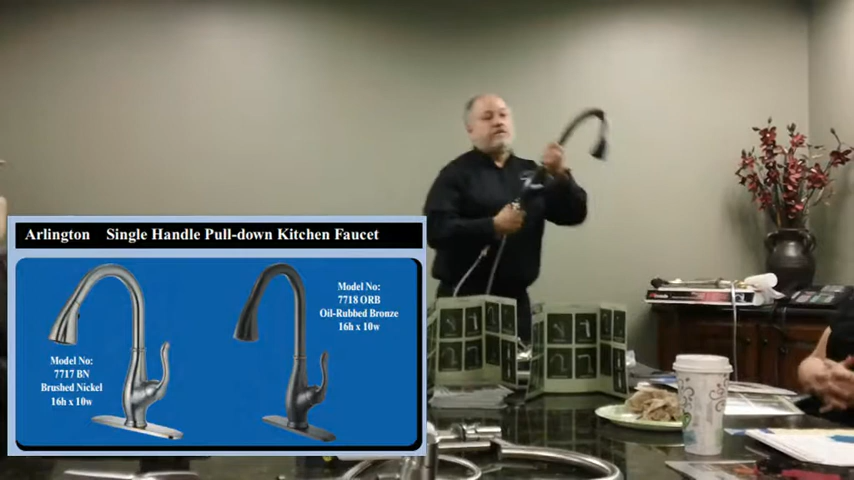 Arlington Single Handle Pull-down Kitchen Faucet
Model No:
7718 ORB
Oil-Rubbed Bronze
16h x 10w
Model No:
7717 BN
Brushed Nickel
16h x 10w